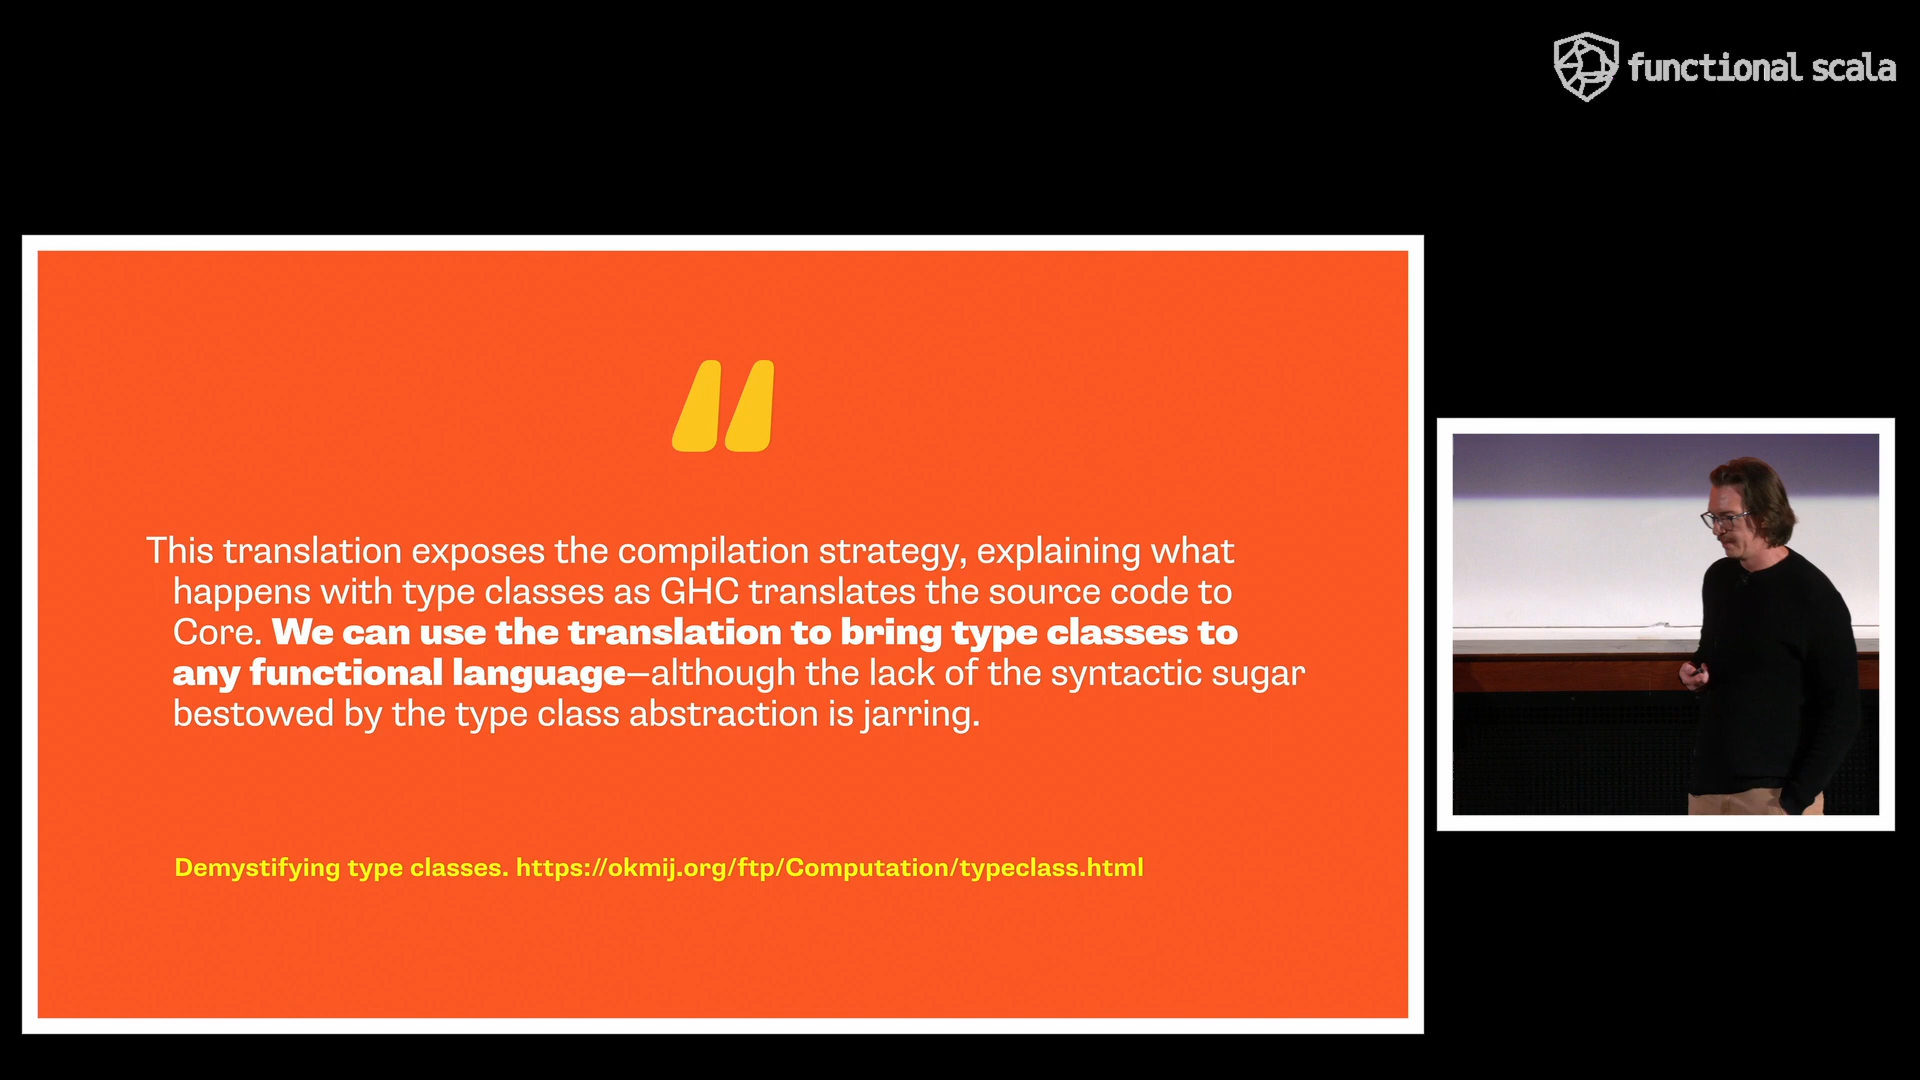 functional scala
"
This translation exposes the compilation strategy, explaining what
happens with type classes as GHC translates the source code to
Core. We can use the translation to bring type classes to
any functional language—although the lack of the syntactic sugar
bestowed by the type class abstraction is jarring.
Demystifying type classes. https://okmij.org/ftp/Computation/typeclass.html